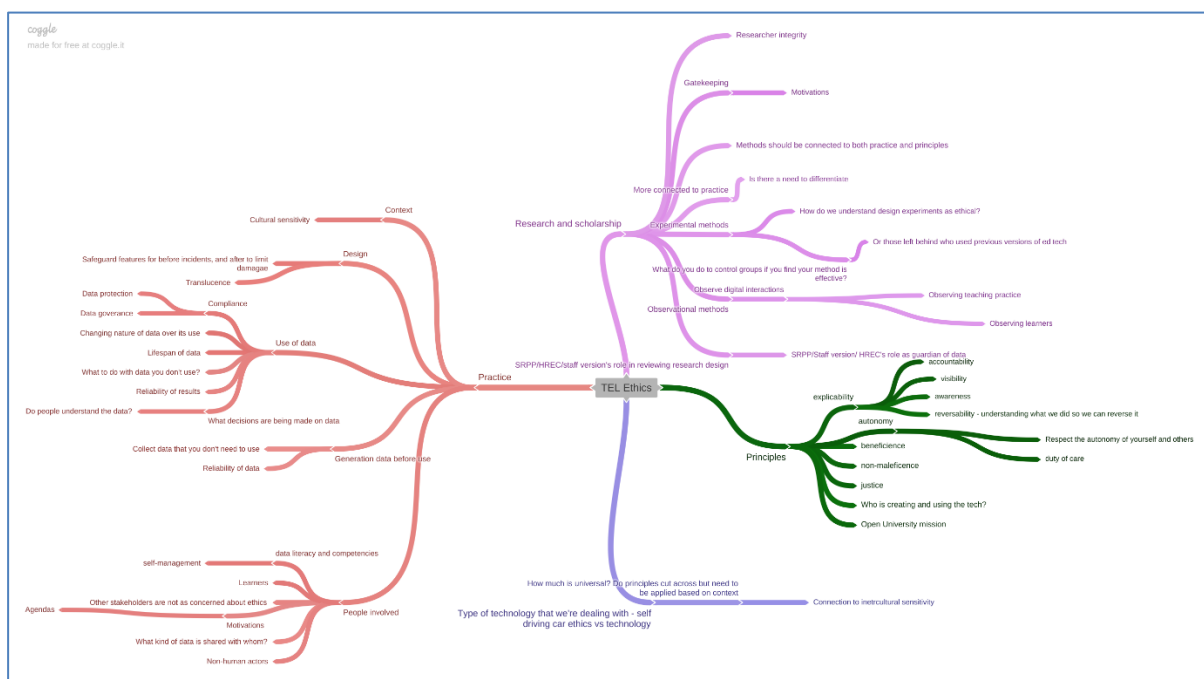 coggle
made for free at coggle.it
Researcher integrity
Gatekeeping
Motivations
Methods should be connected to both practice and principles
More connected to practice
Is there a need to differentiate
Research and scholarship
Experimental methods
How do we understand design experiments as ethical?
Or those left behind who used previous versions of ed tech
What do you do to control groups if you find your method is
effective?
Observe digital interactions
Observing teaching practice
Observing learners
Observational methods
SRPP/Staff version/ HREC's role as guardian of data
SRPP/HREC/staff version's role in reviewing research design
TEL Ethics
Practice
Context
Cultural sensitivity
Design
Safeguard features for before incidents, and after to limit
damagae
Translucence
Use of data
Compliance
Data protection
Data goverance
Changing nature of data over its use
Lifespan of data
What to do with data you don't use?
Reliability of results
Do people understand the data?
What decisions are being made on data
Generation data before use
Collect data that you don't need to use
Reliability of data
People involved
data literacy and competencies
self-management
Learners
Other stakeholders are not as concerned about ethics
Agendas
Motivations
What kind of data is shared with whom?
Non-human actors
Principles
explicability
accountability
visibility
awareness
reversability - understanding what we did so we can reverse it
autonomy
Respect the autonomy of yourself and others
duty of care
beneficience
non-maleficence
justice
Who is creating and using the tech?
Open University mission
How much is universal? Do principles cut across but need to
be applied based on context
Connection to inetrcultural sensitivity
Type of technology that we're dealing with - self
driving car ethics vs technology